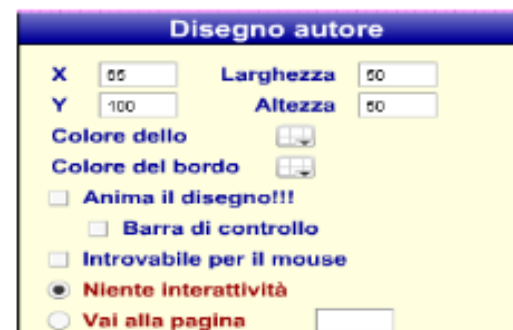 Disegno autore
X 65 Larghezza 50
Y 100 Altezza 50
Colore dello
Colore del bordo
Anima il disegno!!!
Barra di controllo
Introvabile per il mouse
Niente interattività
Vai alla pagina